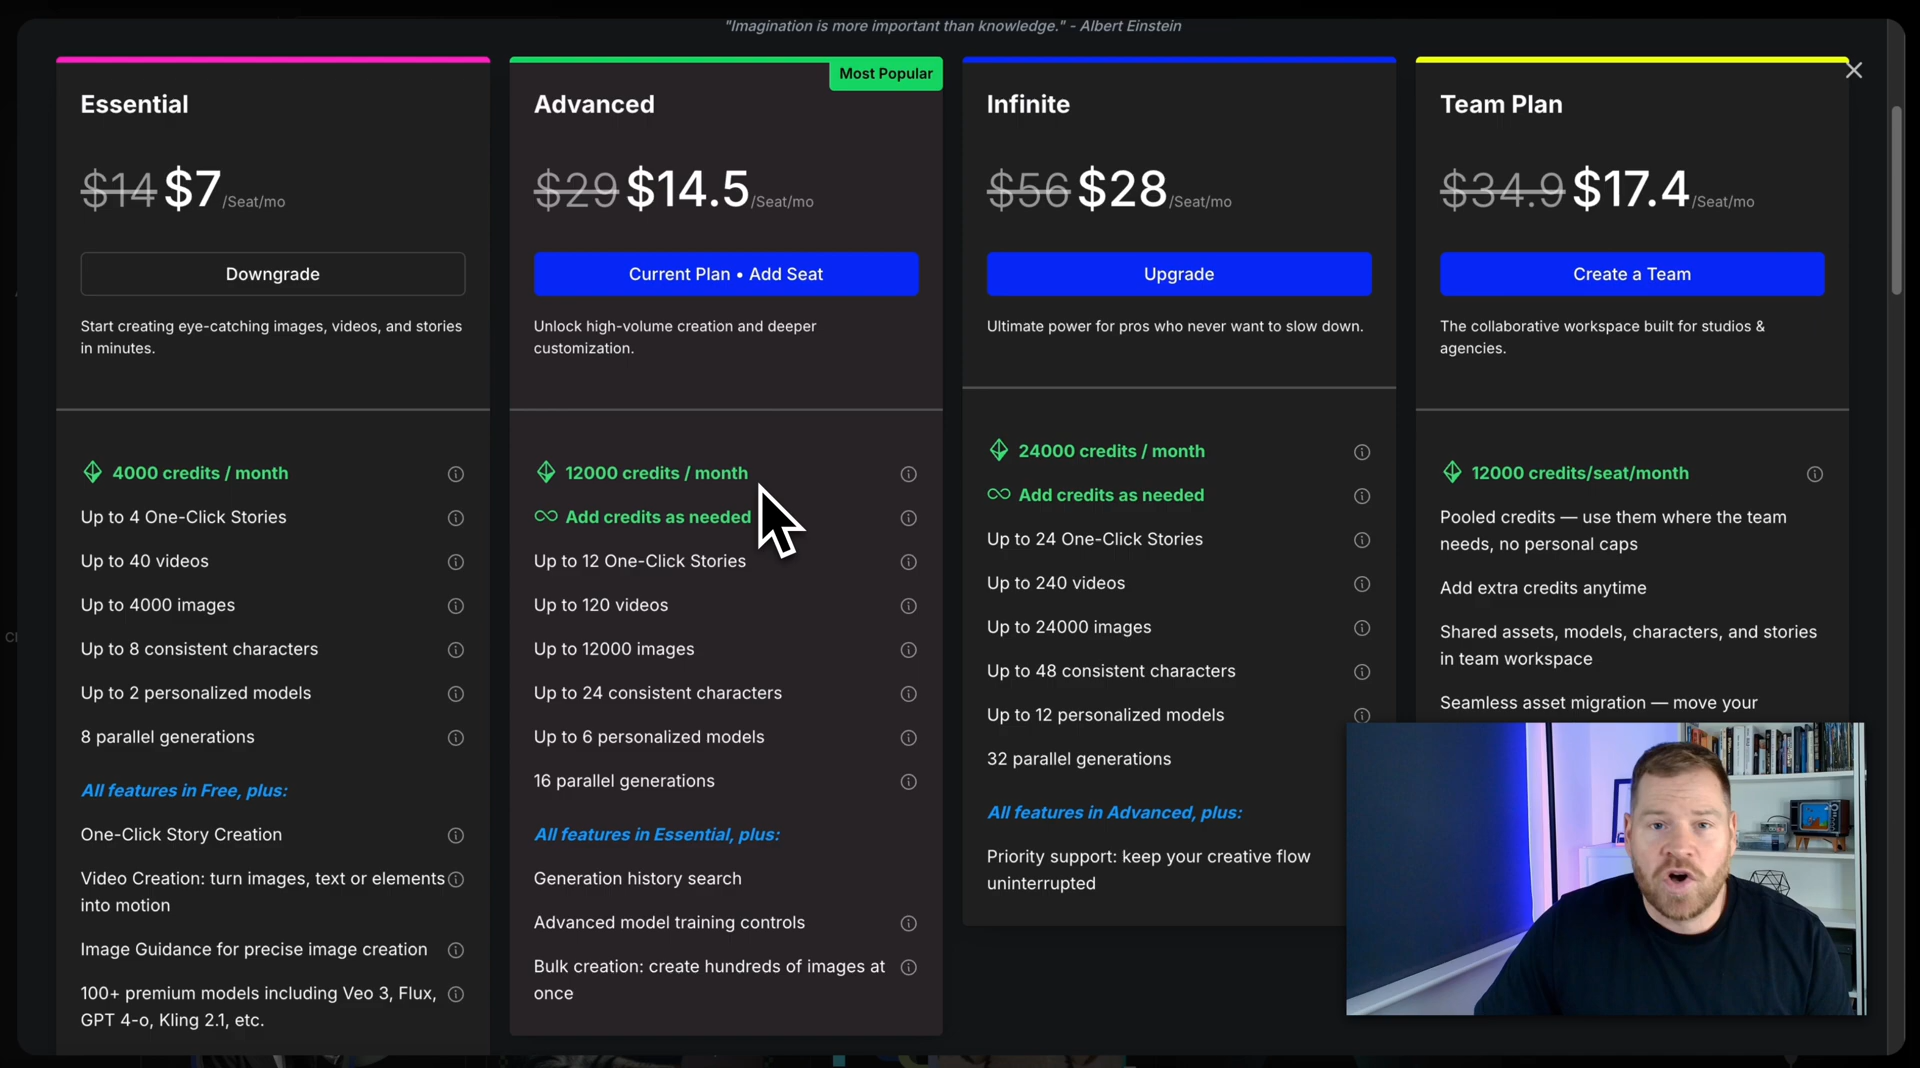 "Imagination is more important than knowledge." - Albert Einstein
Essential
$14 $7 /Seat/mo
Downgrade
Start creating eye-catching images, videos, and stories
in minutes.
4000 credits / month
Up to 4 One-Click Stories
Up to 40 videos
Up to 4000 images
Up to 8 consistent characters
Up to 2 personalized models
8 parallel generations
All features in Free, plus:
One-Click Story Creation
Video Creation: turn images, text or elements
into motion
Image Guidance for precise image creation
100+ premium models including Veo 3, Flux,
GPT 4-o, Kling 2.1, etc.
Most Popular
Advanced
$29 $14.5 /Seat/mo
Current Plan • Add Seat
Unlock high-volume creation and deeper
customization.
12000 credits / month
Add credits as needed
Up to 12 One-Click Stories
Up to 120 videos
Up to 12000 images
Up to 24 consistent characters
Up to 6 personalized models
16 parallel generations
All features in Essential, plus:
Generation history search
Advanced model training controls
Bulk creation: create hundreds of images at
once
Infinite
$56 $28 /Seat/mo
Upgrade
Ultimate power for pros who never want to slow down.
24000 credits / month
Add credits as needed
Up to 24 One-Click Stories
Up to 240 videos
Up to 24000 images
Up to 48 consistent characters
Up to 12 personalized models
32 parallel generations
All features in Advanced, plus:
Priority support: keep your creative flow
uninterrupted
Team Plan
$34.9 $17.4 /Seat/mo
Create a Team
The collaborative workspace built for studios &
agencies.
12000 credits/seat/month
Pooled credits — use them where the team
needs, no personal caps
Add extra credits anytime
Shared assets, models, characters, and stories
in team workspace
Seamless asset migration — move your